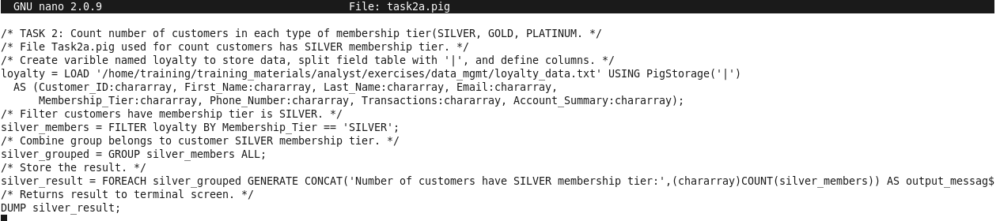 GNU nano 2.0.9 File: task2a.pig
/* TASK 2: Count number of customers in each type of membership tier(SILVER, GOLD, PLATINUM. */
/* File Task2a.pig used for count customers has SILVER membership tier. */
/* Create varible named loyalty to store data, split field table with '|', and define columns. */
loyalty = LOAD '/home/training/training_materials/analyst/exercises/data_mgmt/loyalty_data.txt' USING PigStorage('|')
  AS (Customer_ID:chararray, First_Name:chararray, Last_Name:chararray, Email:chararray,
      Membership_Tier:chararray, Phone_Number:chararray, Transactions:chararray, Account_Summary:chararray);
/* Filter customers have membership tier is SILVER. */
silver_members = FILTER loyalty BY Membership_Tier == 'SILVER';
/* Combine group belongs to customer SILVER membership tier. */
silver_grouped = GROUP silver_members ALL;
/* Store the result. */
silver_result = FOREACH silver_grouped GENERATE CONCAT('Number of customers have SILVER membership tier:',(chararray)COUNT(silver_members)) AS output_messag$
/* Returns result to terminal screen. */
DUMP silver_result;